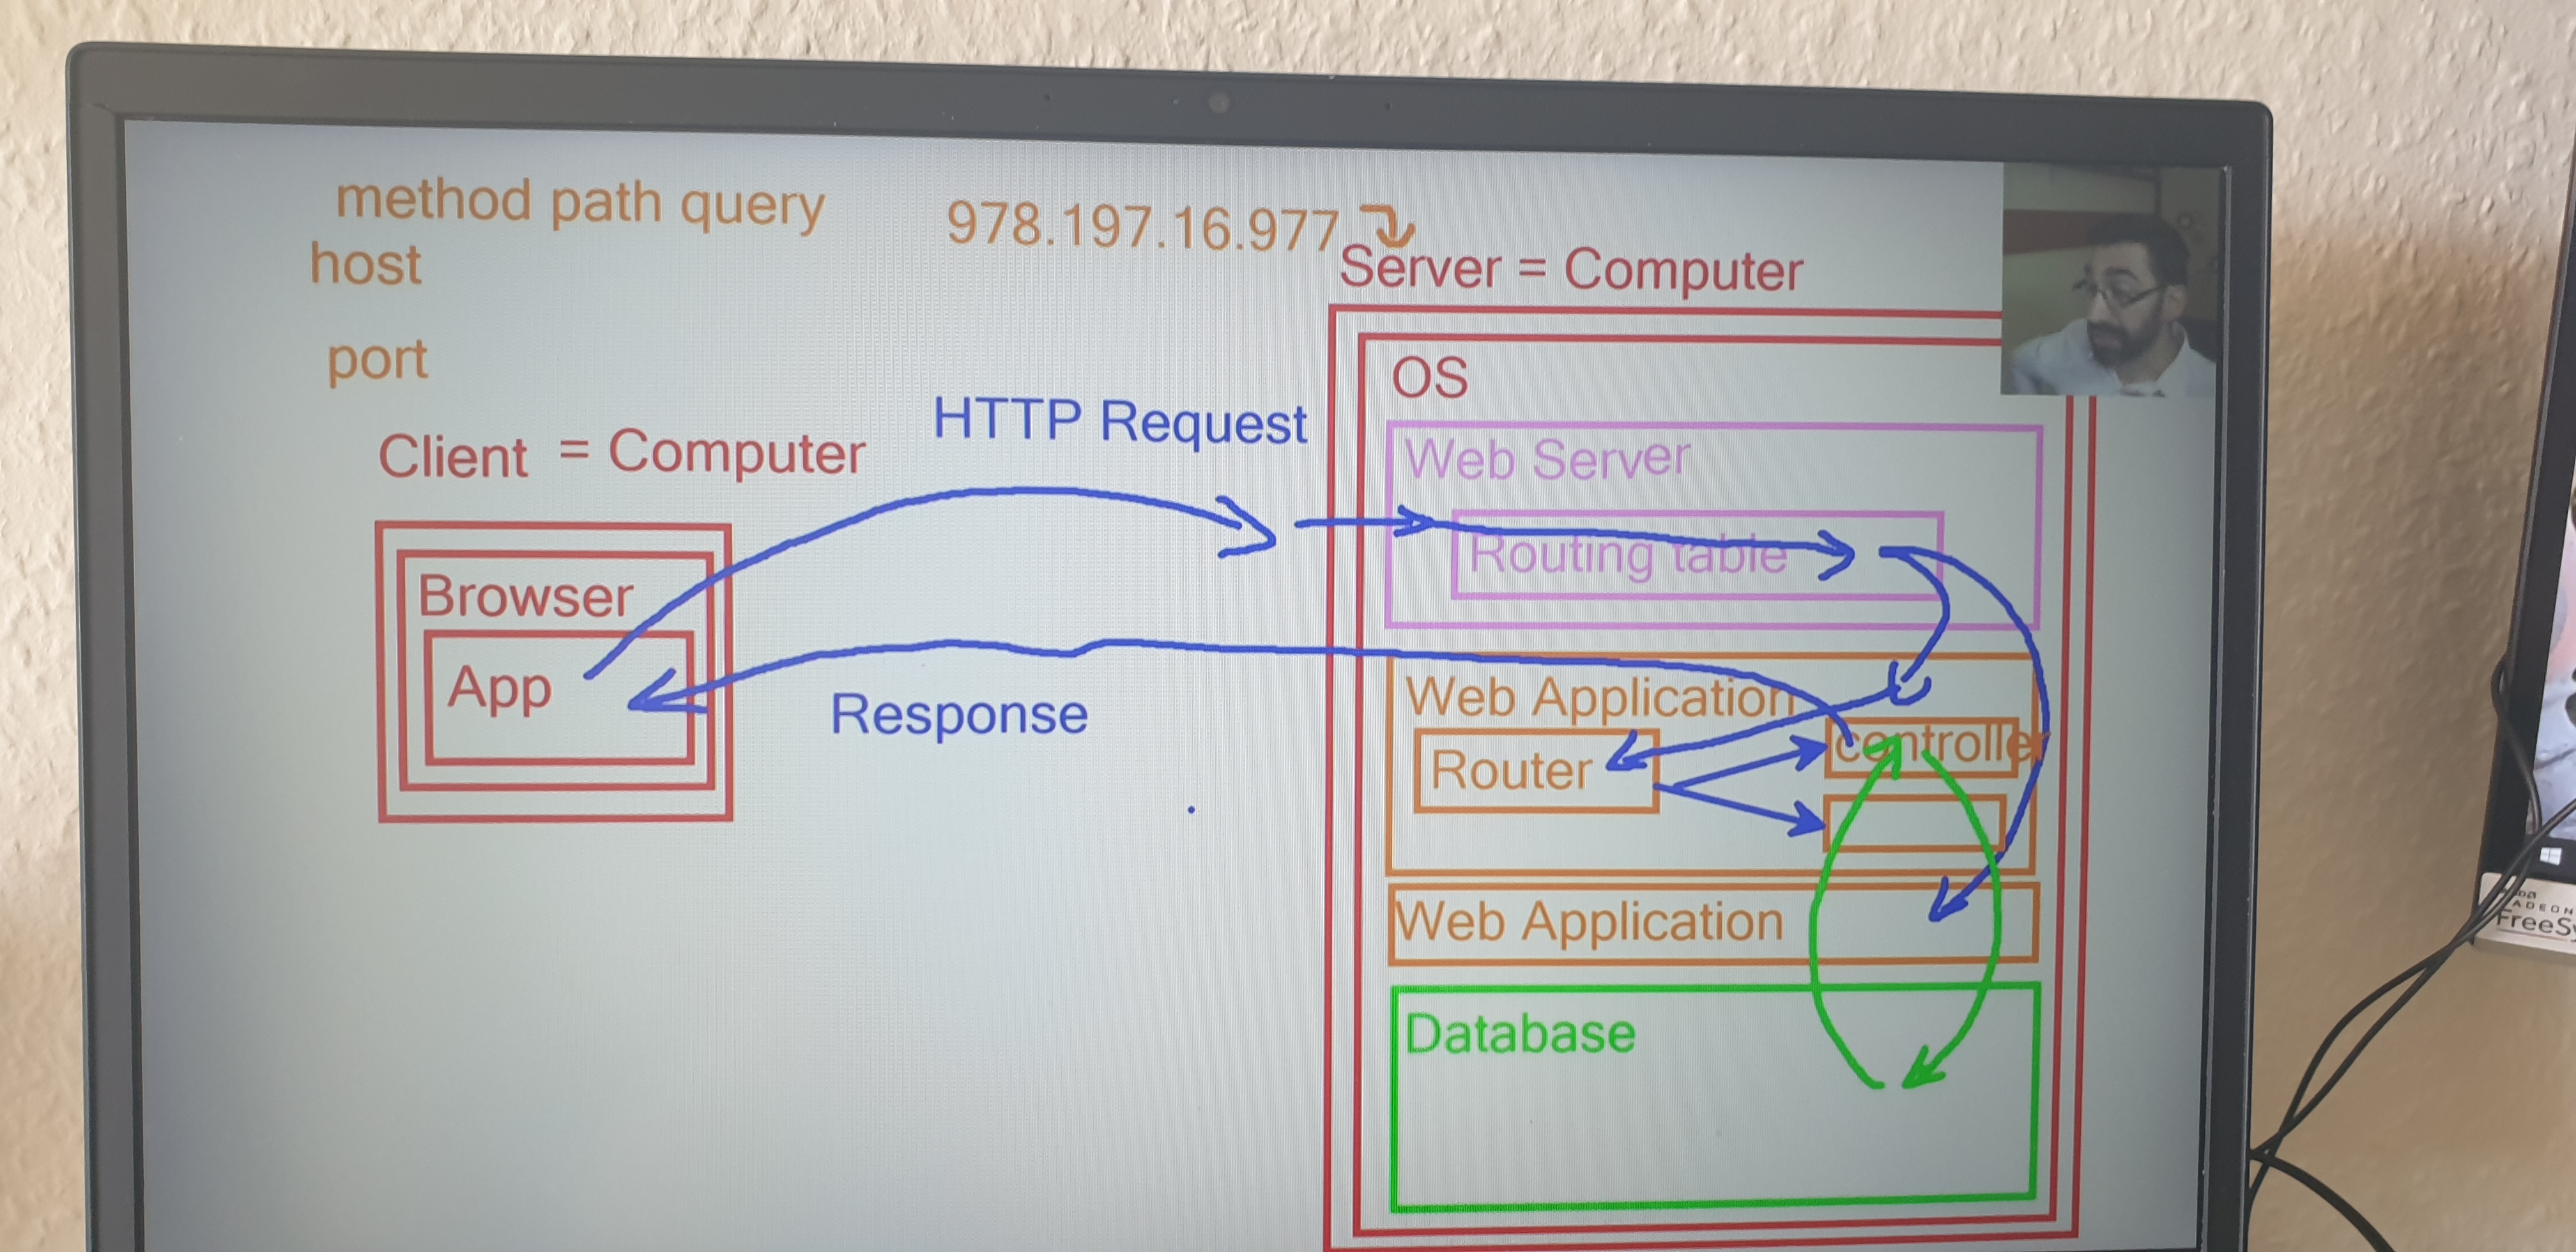 method path query
host
port
978.197.16.977
Server = Computer
Client = Computer
HTTP Request
OS
Web Server
Routing table
Browser
App
Response
Web Application
Router
controller
Web Application
Database
FreeSy